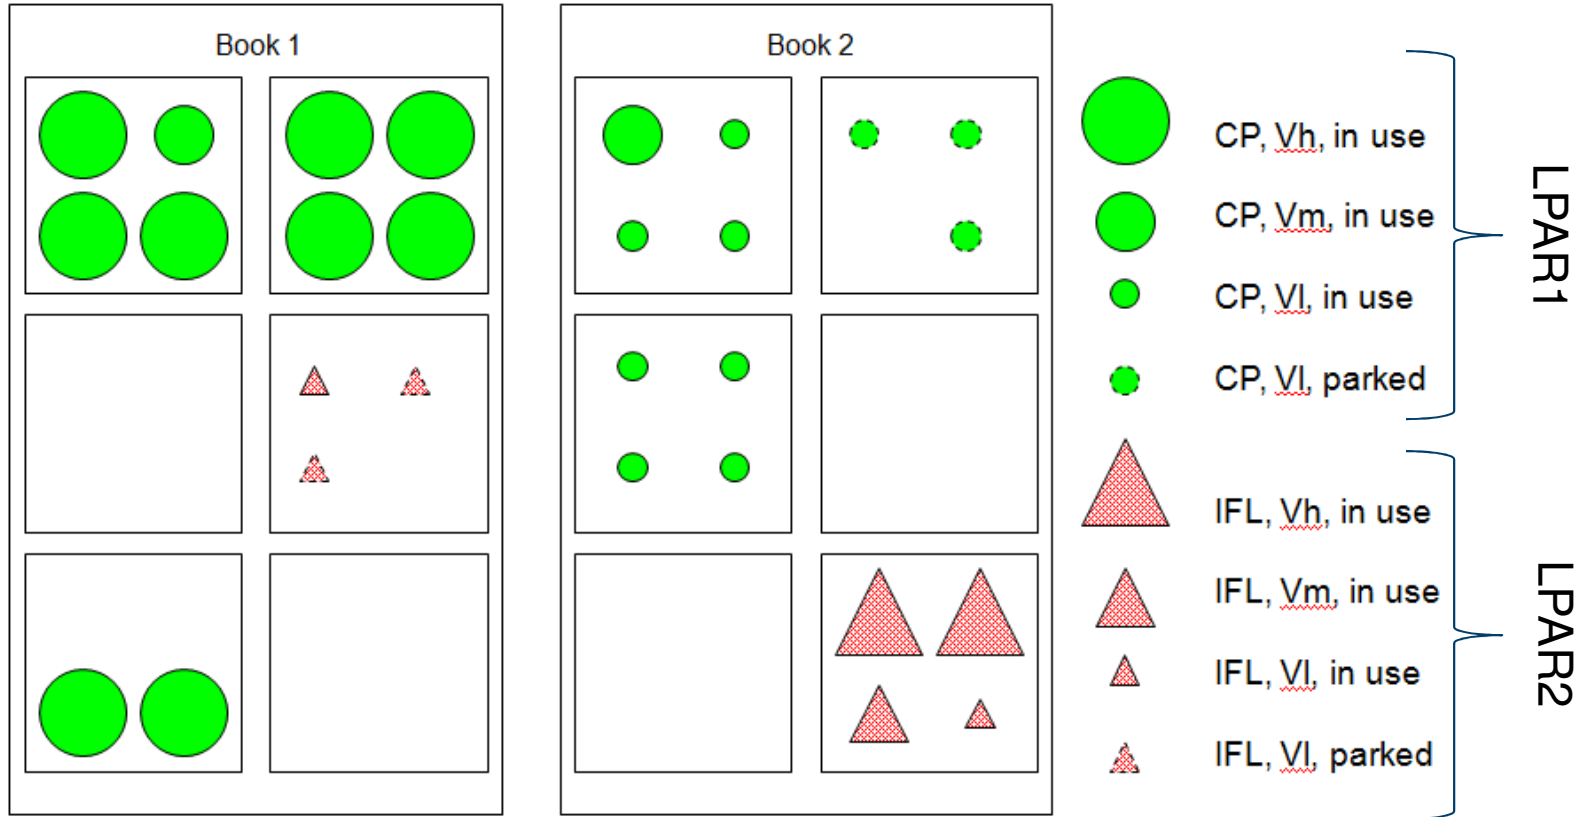 Book 1
Book 2
CP, Vh, in use
CP, Vm, in use
CP, Vl, in use
CP, Vl, parked
LPAR1
IFL, Vh, in use
IFL, Vm, in use
IFL, Vl, in use
IFL, Vl, parked
LPAR2